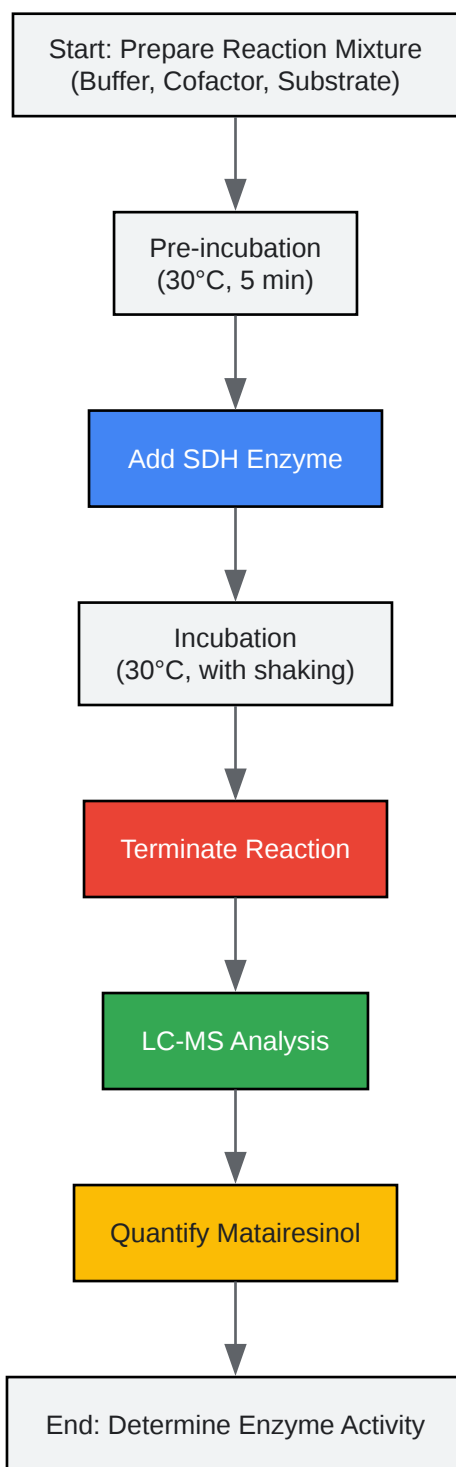 Start: Prepare Reaction Mixture
(Buffer, Cofactor, Substrate)
Pre-incubation
(30°C, 5 min)
Add SDH Enzyme
Incubation
(30°C, with shaking)
Terminate Reaction
LC-MS Analysis
Quantify Matairesinol
End: Determine Enzyme Activity